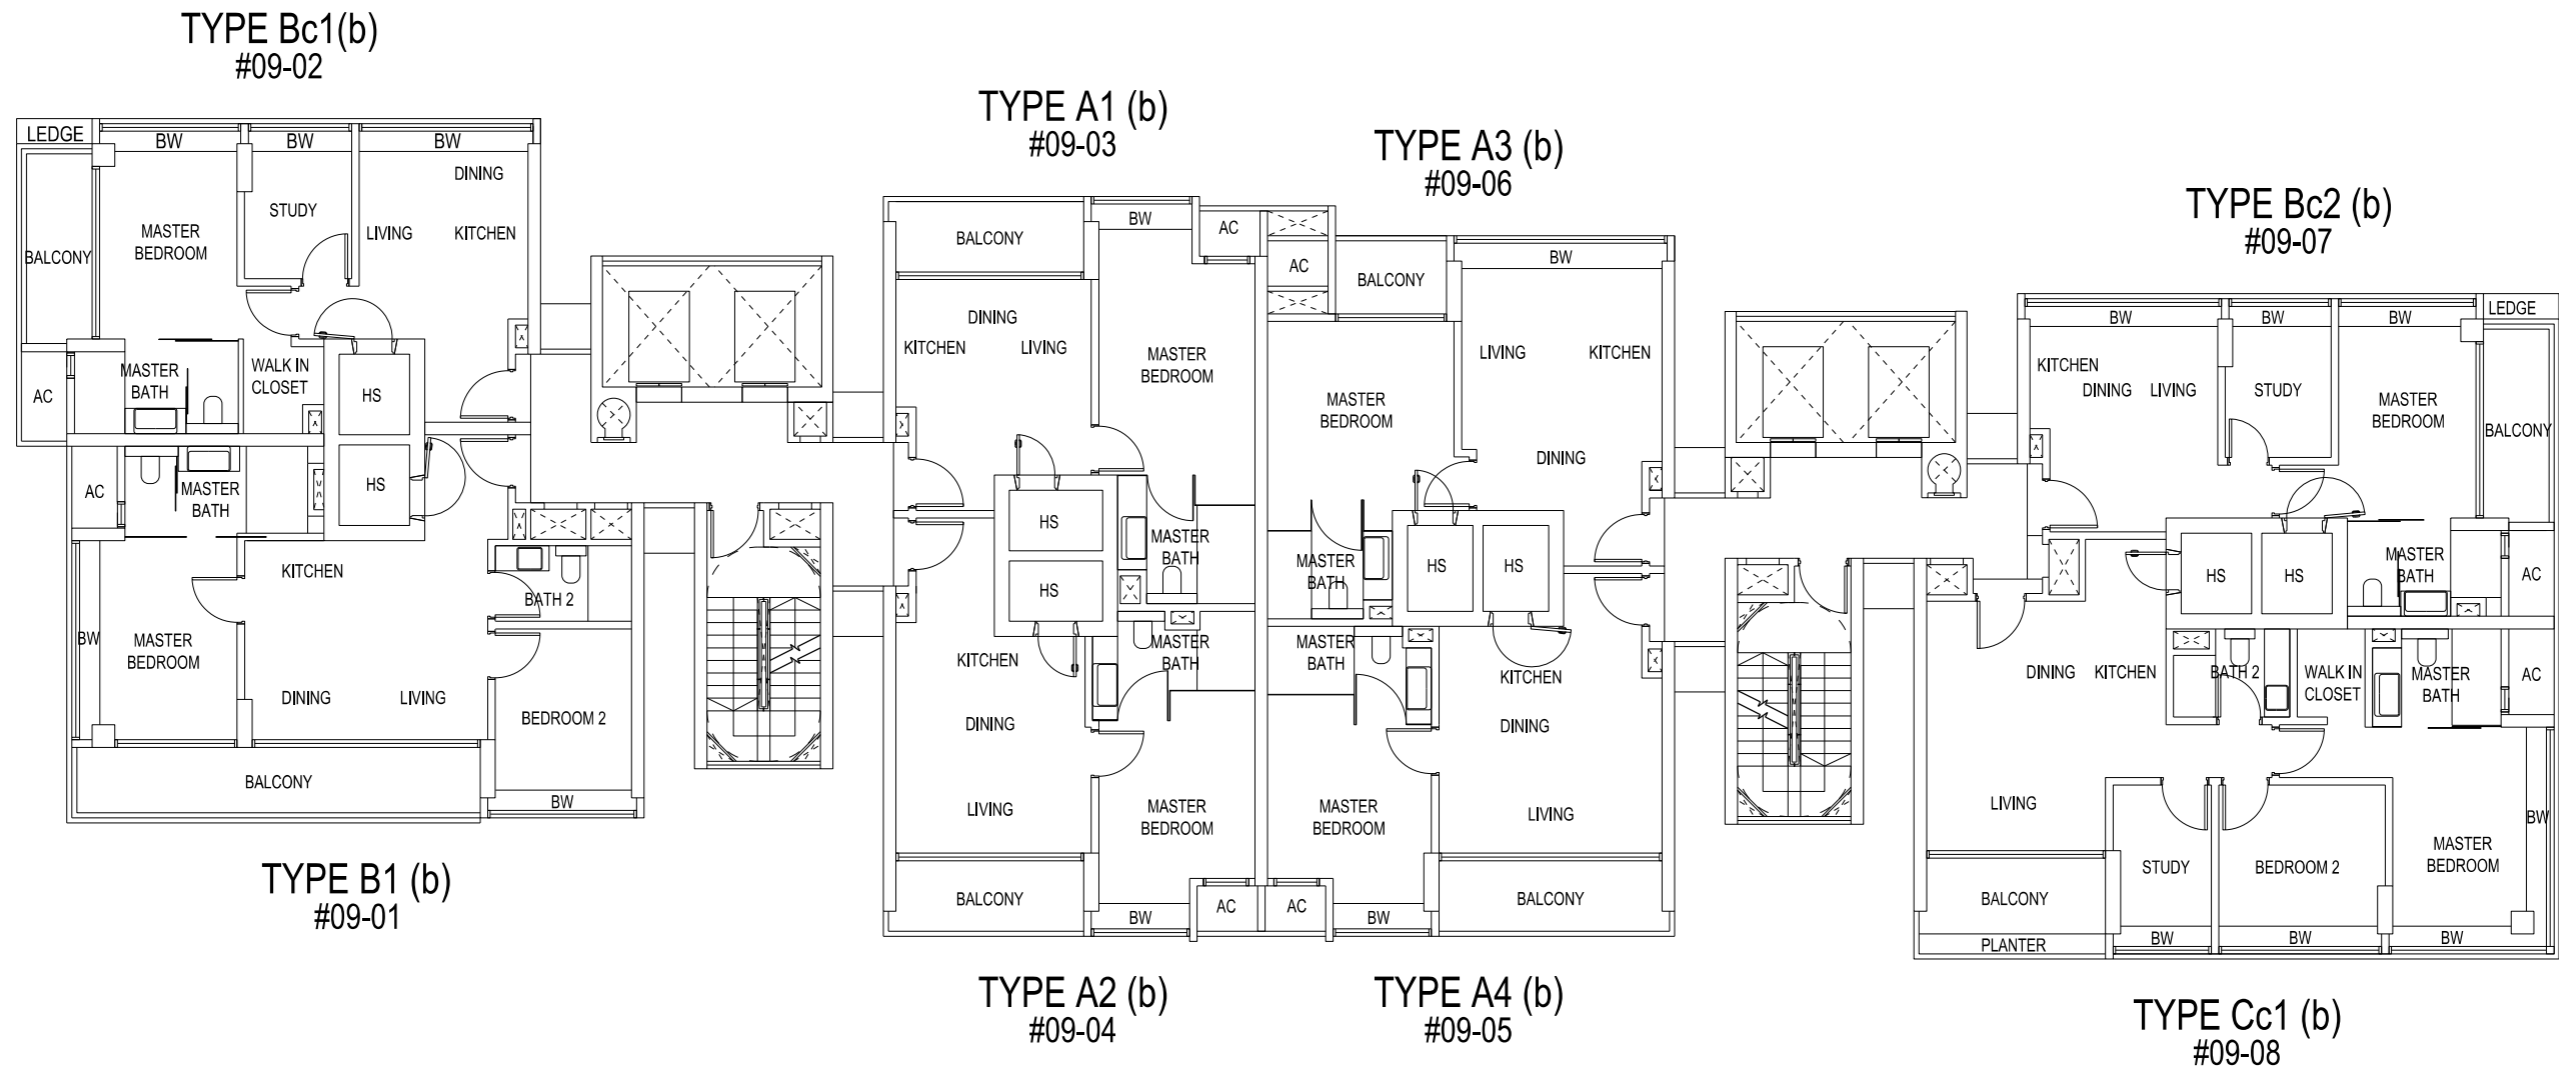 TYPE Bc1(b)
#09-02
LEDGE
BW
BW
BW
DINING
STUDY
MASTER
BEDROOM
LIVING
KITCHEN
BALCONY
MASTER
BATH
WALK IN
CLOSET
AC
HS
HS
AC
MASTER
BATH
KITCHEN
BATH 2
BW
MASTER
BEDROOM
DINING
LIVING
BEDROOM 2
BALCONY
BW
TYPE B1 (b)
#09-01
TYPE A1 (b)
#09-03
BALCONY
BW
AC
DINING
KITCHEN
LIVING
MASTER
BEDROOM
HS
MASTER
BATH
HS
MASTER
BATH
KITCHEN
DINING
LIVING
MASTER
BEDROOM
BALCONY
BW
AC
TYPE A2 (b)
#09-04
TYPE A3 (b)
#09-06
AC
BALCONY
BW
LIVING
KITCHEN
MASTER
BEDROOM
DINING
MASTER
BATH
HS
HS
MASTER
BATH
KITCHEN
DINING
MASTER
BEDROOM
LIVING
AC
BW
BALCONY
TYPE A4 (b)
#09-05
TYPE Bc2 (b)
#09-07
LEDGE
BW
BW
BW
KITCHEN
DINING
LIVING
STUDY
MASTER
BEDROOM
BALCONY
HS
HS
MASTER
BATH
AC
DINING
KITCHEN
BATH 2
WALK IN
CLOSET
MASTER
BATH
AC
LIVING
BW
MASTER
BEDROOM
STUDY
BEDROOM 2
BALCONY
PLANTER
BW
BW
BW
TYPE Cc1 (b)
#09-08